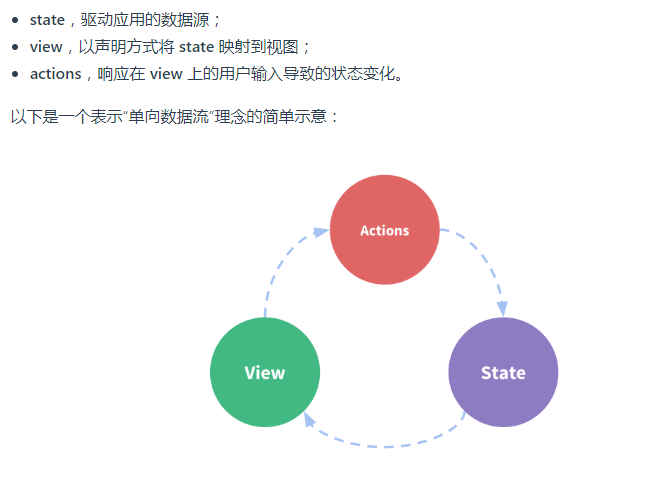 state，驱动应用的数据源；
view，以声明方式将 state 映射到视图；
actions，响应在 view 上的用户输入导致的状态变化。
以下是一个表示“单向数据流”理念的简单示意：
Actions
View
State